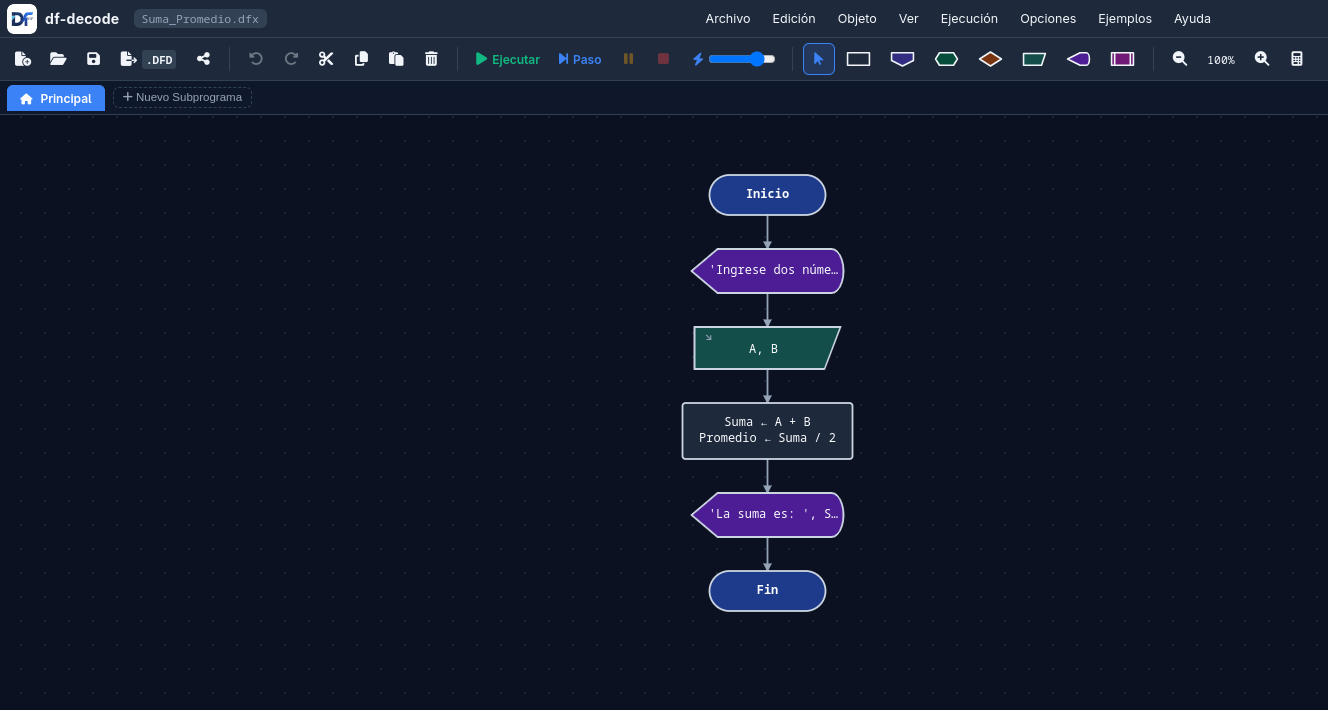 DF df-decode Suma_Promedio.dfx Archivo Edición Objeto Ver Ejecución Opciones Ejemplos Ayuda
.DFD Ejecutar Paso 100%
Principal + Nuevo Subprograma
Inicio
'Ingrese dos núme…
A, B
Suma ← A + B
Promedio ← Suma / 2
'La suma es: ', S…
Fin